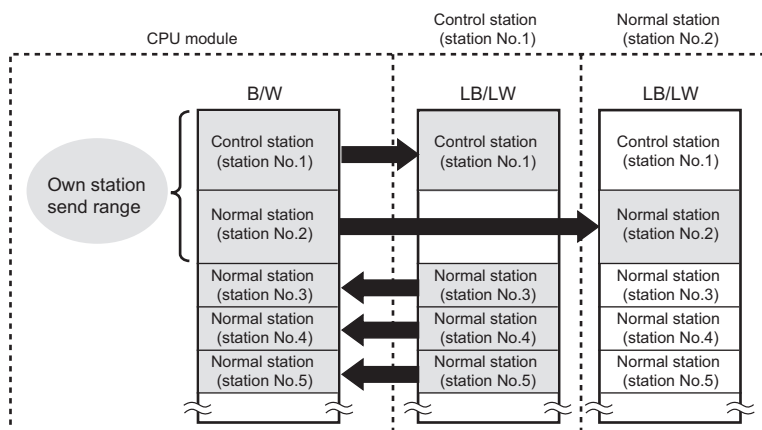 CPU module
Control station
(station No.1)
Normal station
(station No.2)
B/W
LB/LW
LB/LW
Own station
send range
Control station
(station No.1)
Normal station
(station No.2)
Normal station
(station No.3)
Normal station
(station No.4)
Normal station
(station No.5)
Control station
(station No.1)
Normal station
(station No.3)
Normal station
(station No.4)
Normal station
(station No.5)
Control station
(station No.1)
Normal station
(station No.2)
Normal station
(station No.3)
Normal station
(station No.4)
Normal station
(station No.5)